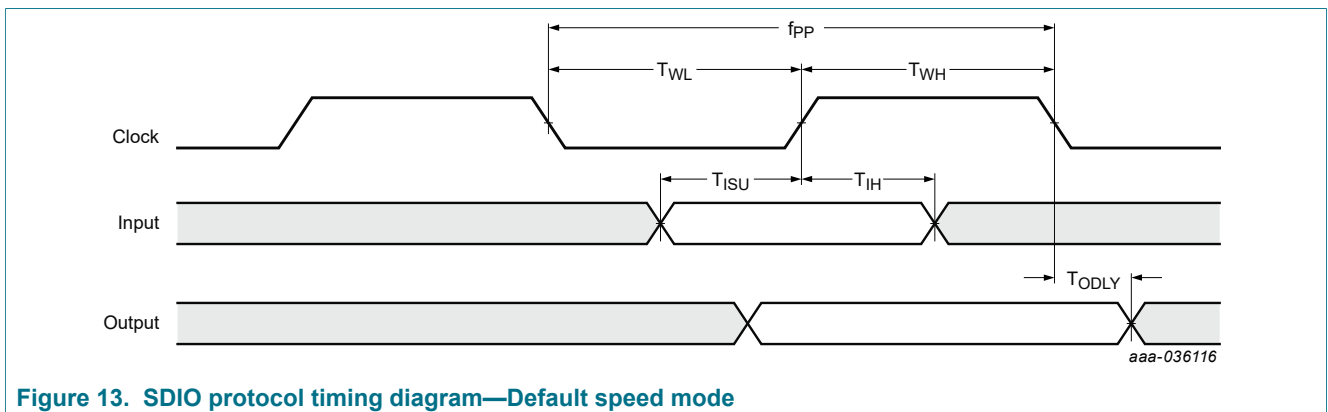 fPP
TWL
TWH
Clock
TISU
TIH
Input
TODLY
Output
aaa-036116
Figure 13. SDIO protocol timing diagram—Default speed mode